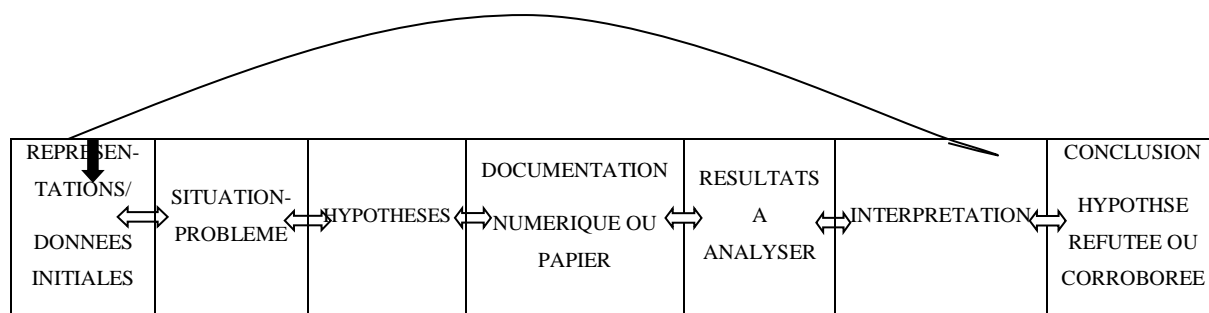 REPRESEN-
TATIONS/
DONNEES
INITIALES
SITUATION-
PROBLEME
HYPOTHESES
DOCUMENTATION
NUMERIQUE OU
PAPIER
RESULTATS
A
ANALYSER
INTERPRETATION
CONCLUSION
HYPOTHSE
REFUTEE OU
CORROBOREE